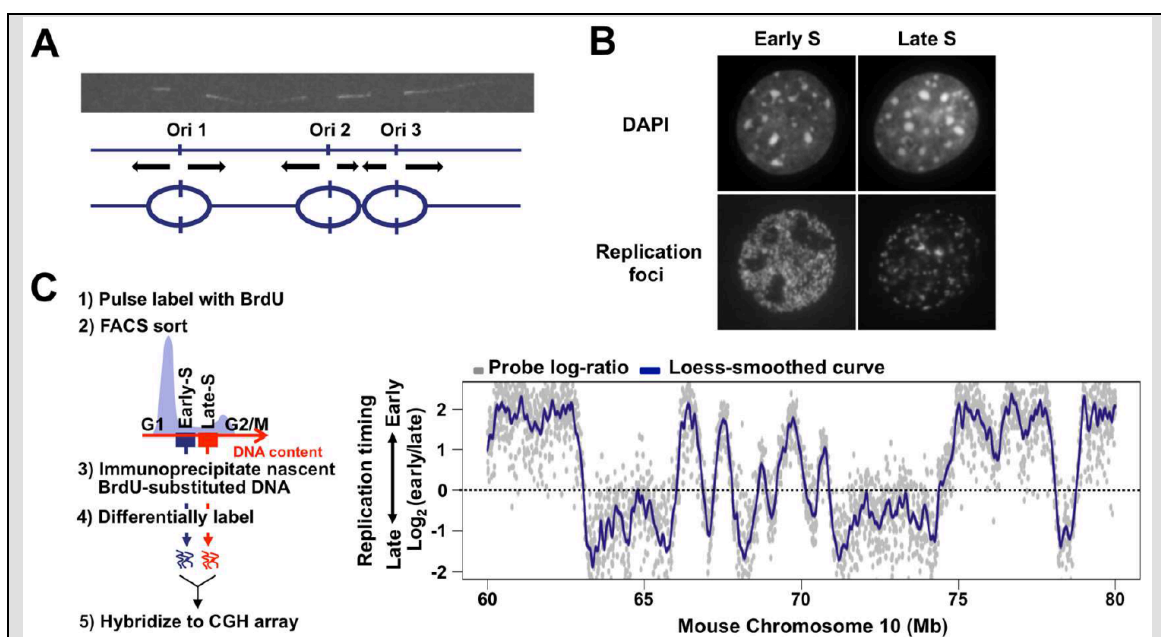 A
Ori 1 Ori 2 Ori 3
B
Early S Late S
DAPI
Replication
foci
C
1) Pulse label with BrdU
2) FACS sort
Early-S
Late-S
G1 G2/M
DNA content
3) Immunoprecipitate nascent
BrdU-substituted DNA
4) Differentially label
5) Hybridize to CGH array
Probe log-ratio Loess-smoothed curve
Replication timing
Late Early
Log₂ (early/late)
2
1
0
-1
-2
60 65 70 75 80
Mouse Chromosome 10 (Mb)